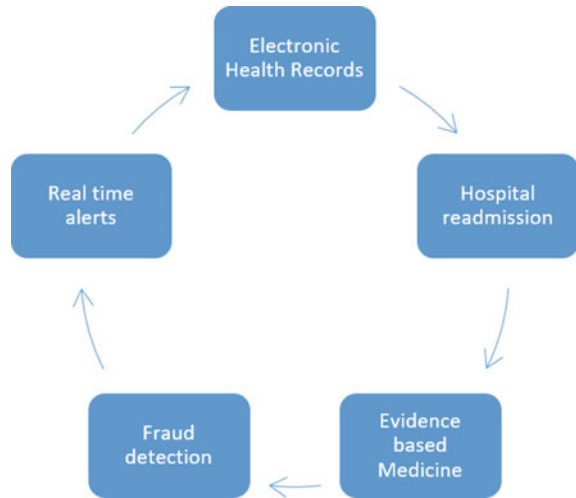 Electronic
Health Records
Hospital
readmission
Evidence
based
Medicine
Fraud
detection
Real time
alerts